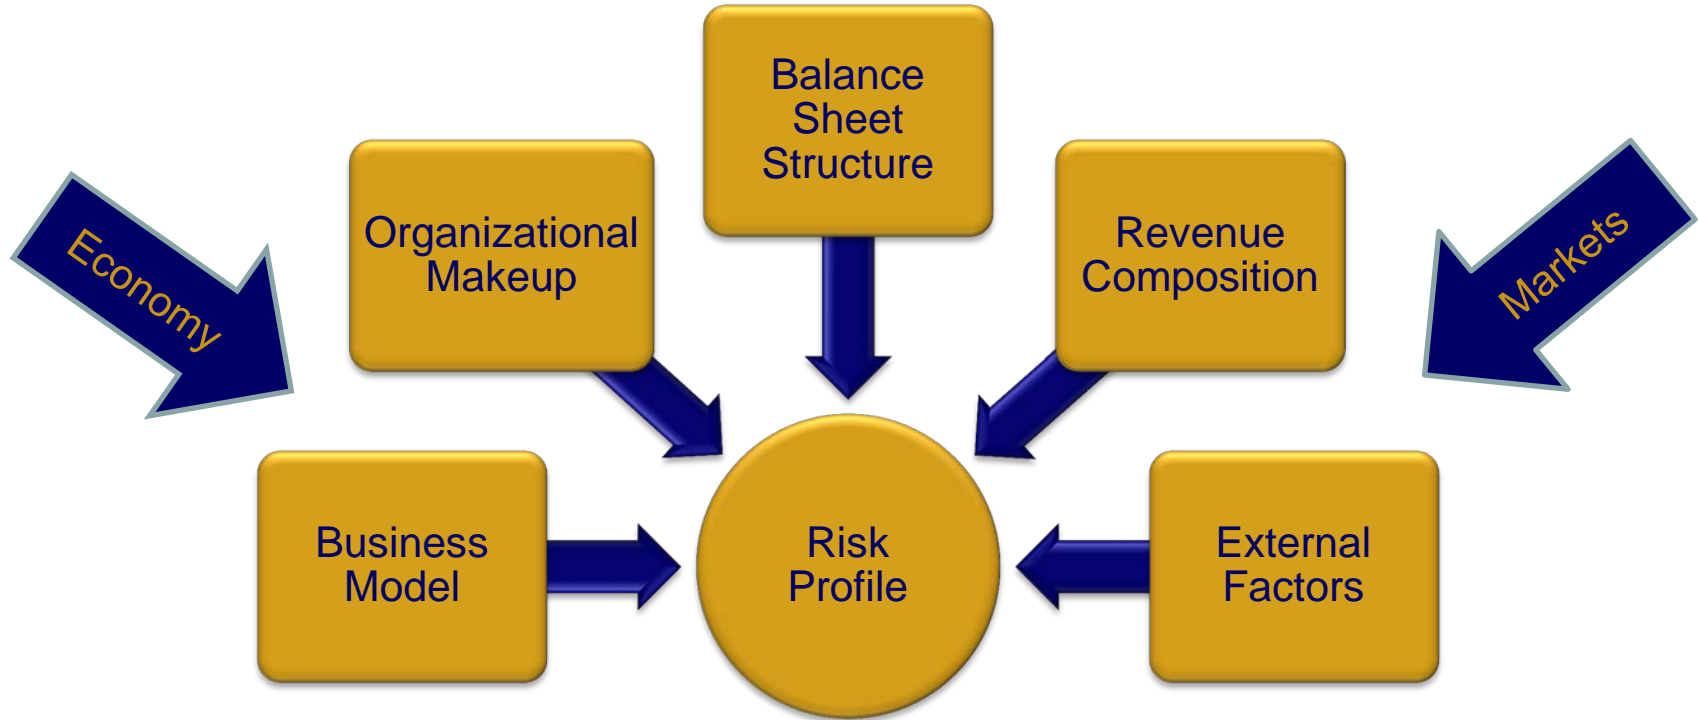 Balance
Sheet
Structure
Organizational
Makeup
Revenue
Composition
Economy
Markets
Business
Model
Risk
Profile
External
Factors